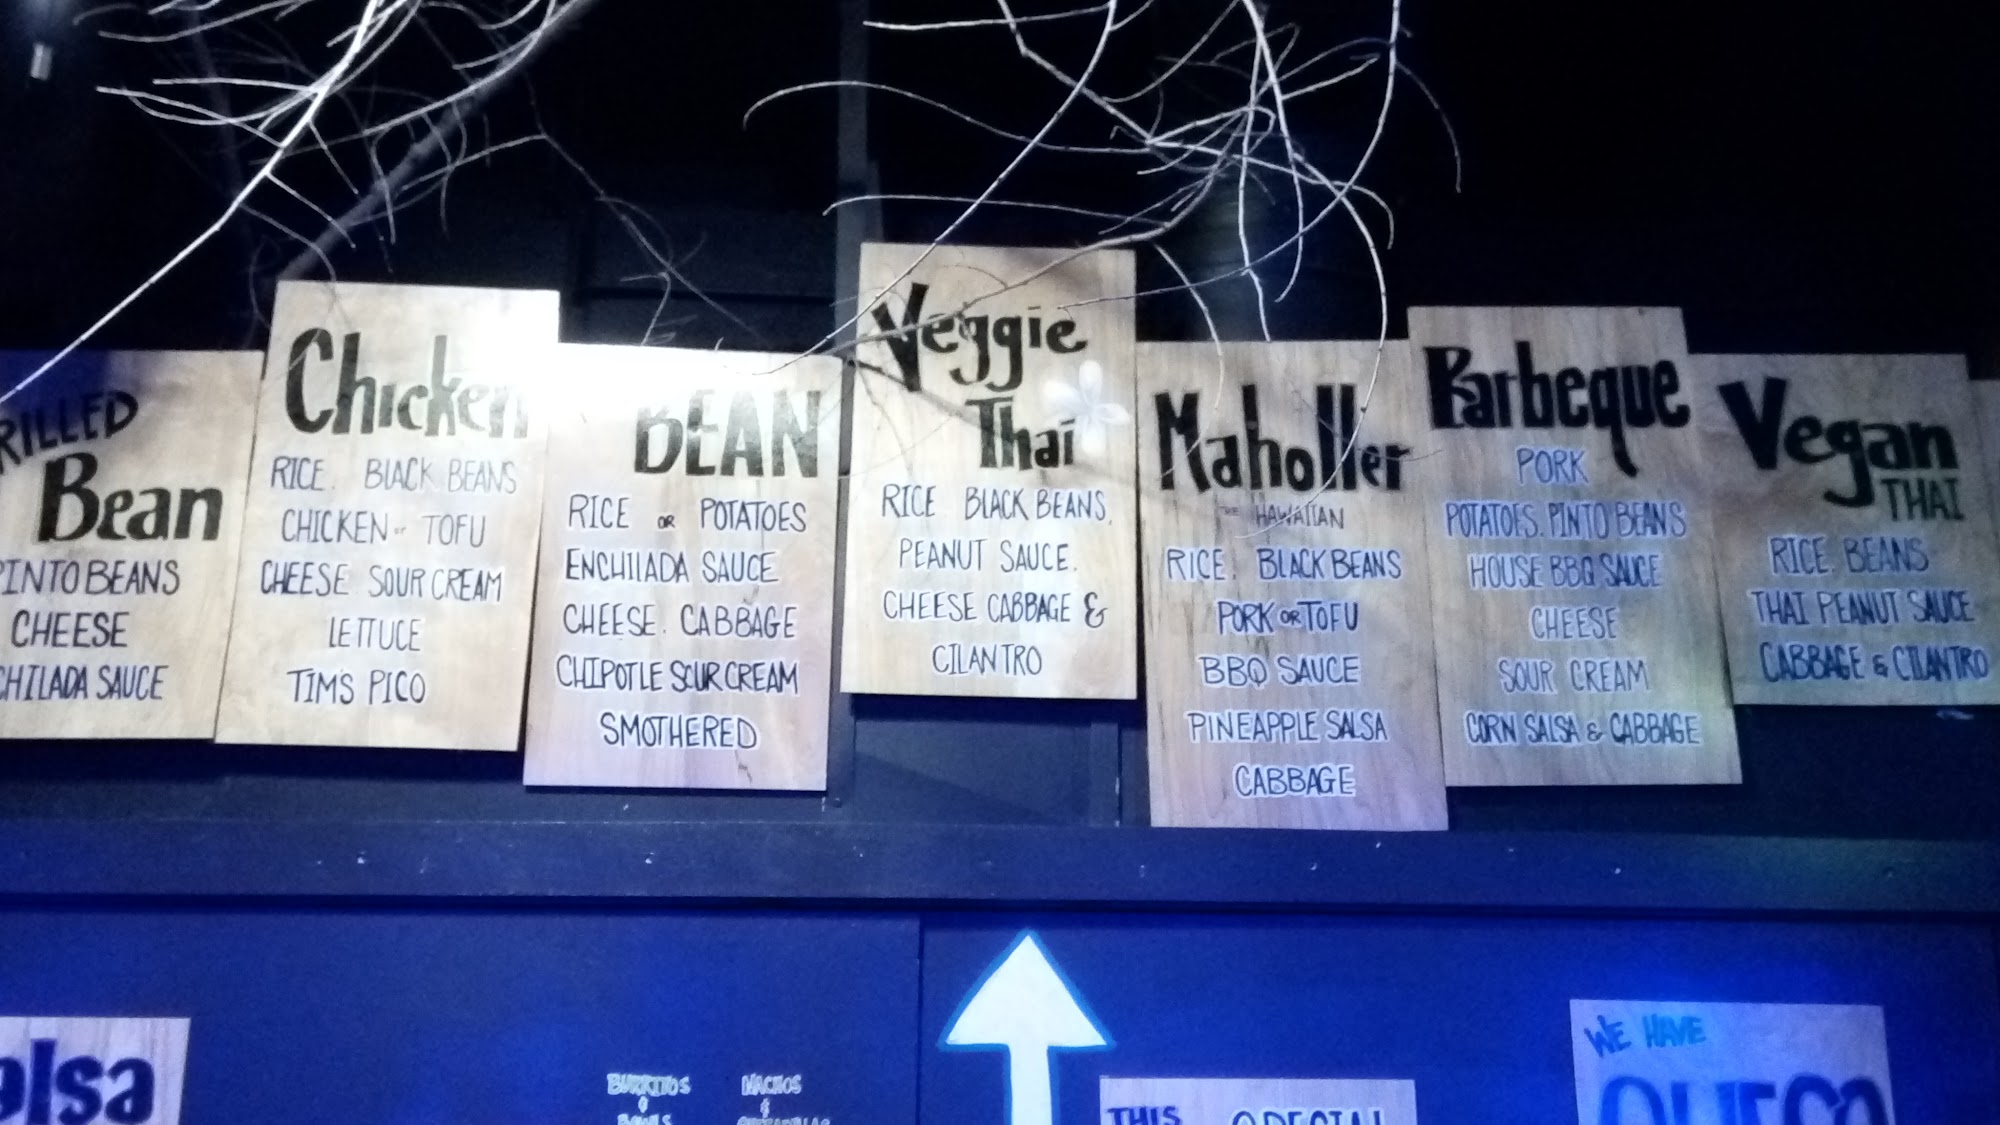 RILLED
Bean
PINTO BEANS
CHEESE
CHILADA SAUCE
Chicken
RICE. BLACK BEANS
CHICKEN or TOFU
CHEESE SOUR CREAM
LETTUCE
TIM'S PICO
BEAN
RICE OR POTATOES
ENCHILADA SAUCE
CHEESE. CABBAGE
CHIPOTLE SOUR CREAM
SMOTHERED
Veggie
Thai
RICE BLACK BEANS,
PEANUT SAUCE.
CHEESE CABBAGE &
CILANTRO
Maholler
THE HAWAIIAN
RICE. BLACK BEANS
PORK OR TOFU
BBQ SAUCE
PINEAPPLE SALSA
CABBAGE
Barbeque
PORK
POTATOES. PINTO BEANS
HOUSE BBQ SAUCE
CHEESE
SOUR CREAM
CORN SALSA & CABBAGE
Vegan
THAI
RICE. BEANS
THAI PEANUT SAUCE
CABBAGE & CILANTRO
alsa
BURRITOS
&
BOWLS
NACHOS
&
THIS SPECIAL
WE HAVE